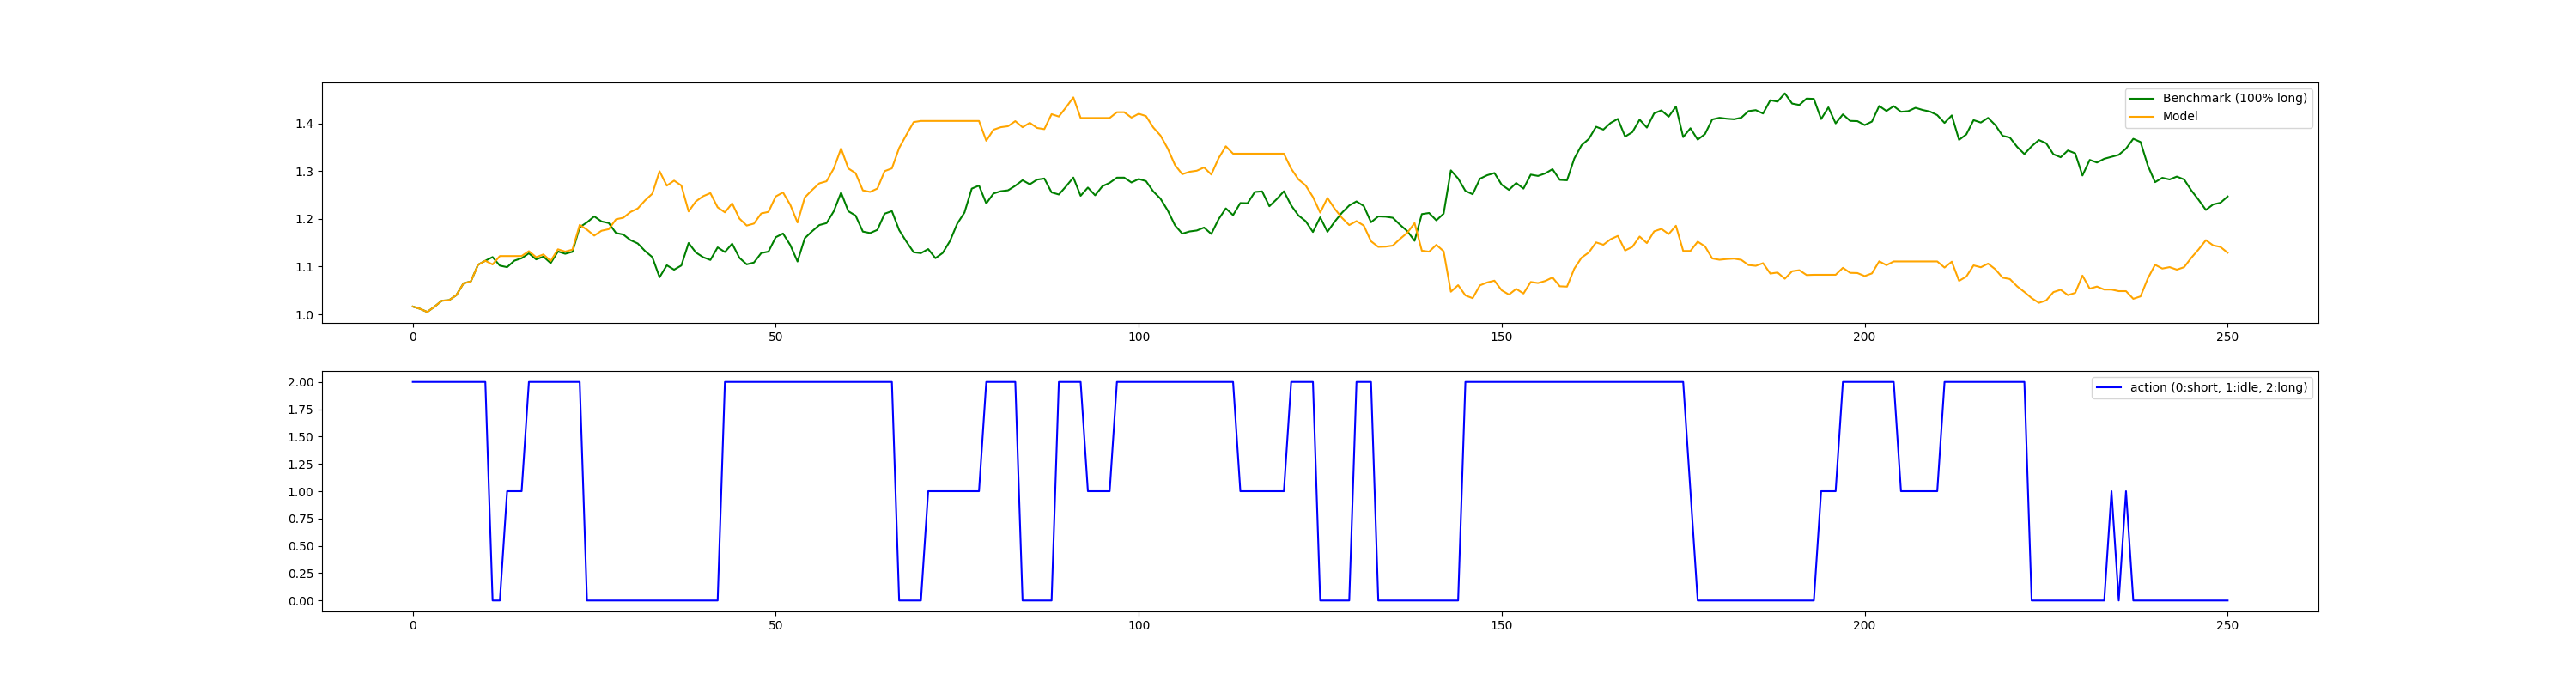 Benchmark (100% long)
Model
1.4
1.3
1.2
1.1
1.0
0 50 100 150 200 250
action (0:short, 1:idle, 2:long)
2.00
1.75
1.50
1.25
1.00
0.75
0.50
0.25
0.00
0 50 100 150 200 250